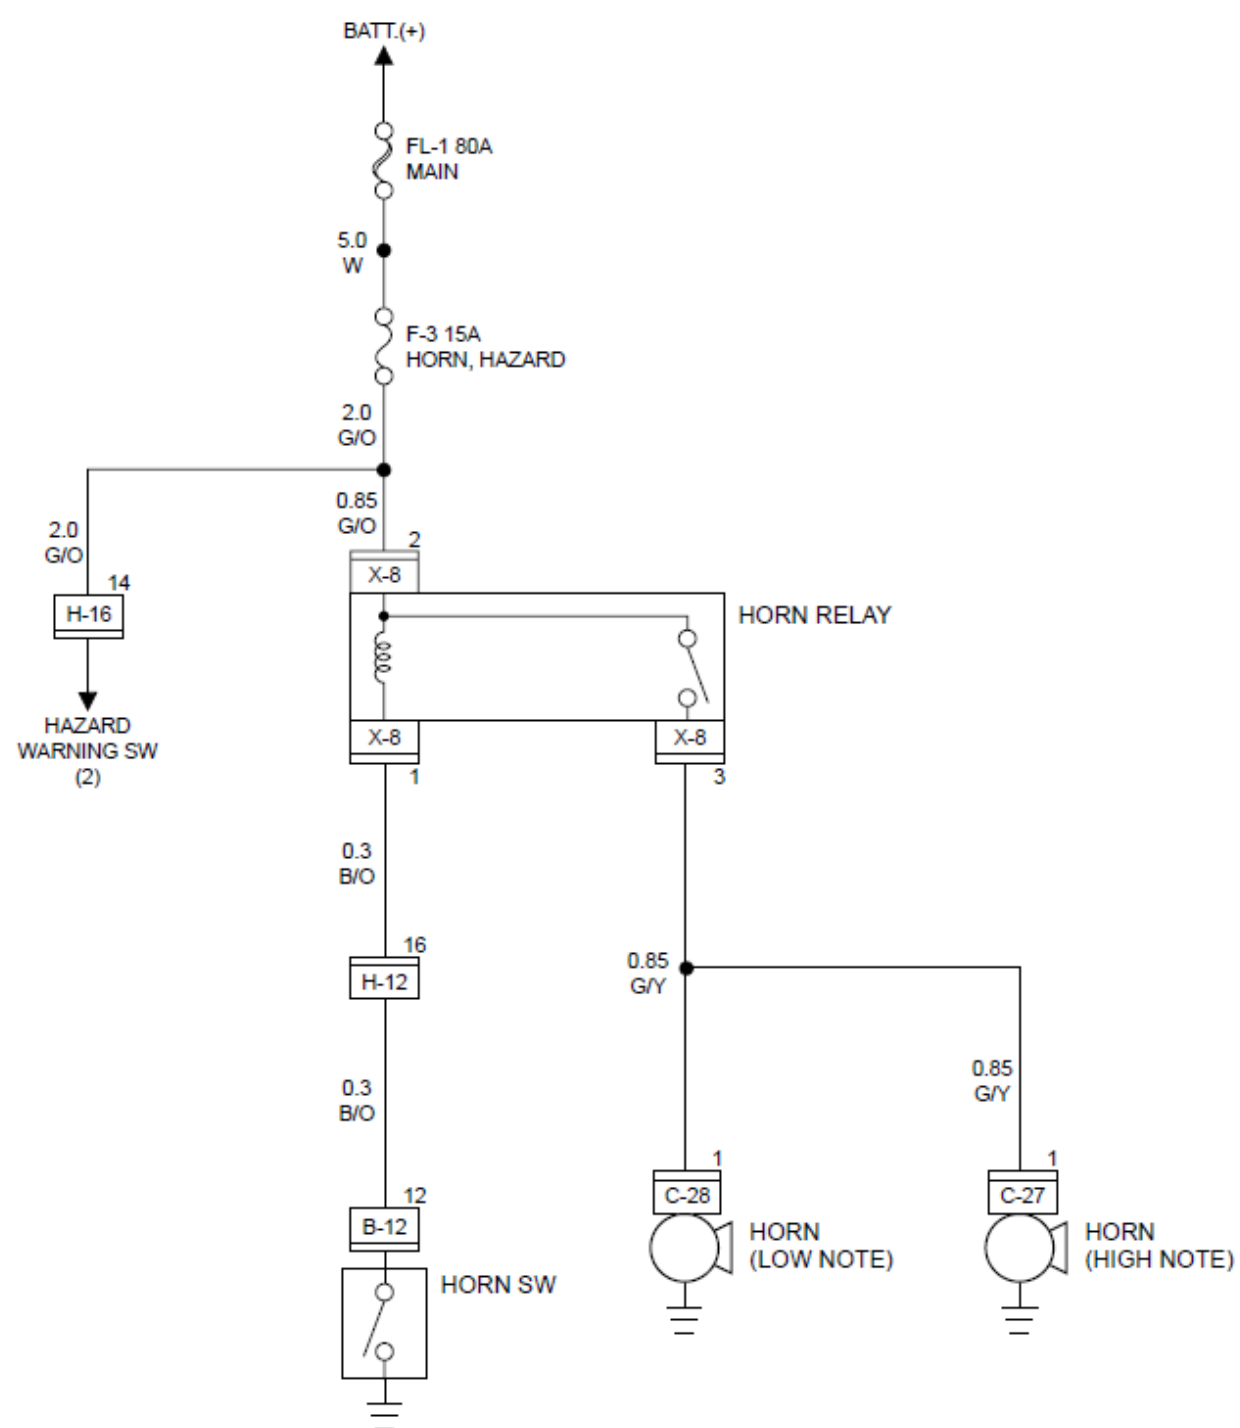 BATT.(+)
FL-1 80A
MAIN
5.0
W
F-3 15A
HORN, HAZARD
2.0
G/O
0.85
G/O
2.0
G/O
2
X-8
14
H-16
HORN RELAY
HAZARD
WARNING SW
(2)
X-8
1
X-8
3
0.3
B/O
16
H-12
0.85
G/Y
0.3
B/O
0.85
G/Y
12
B-12
1
C-28
1
C-27
HORN
(LOW NOTE)
HORN
(HIGH NOTE)
HORN SW